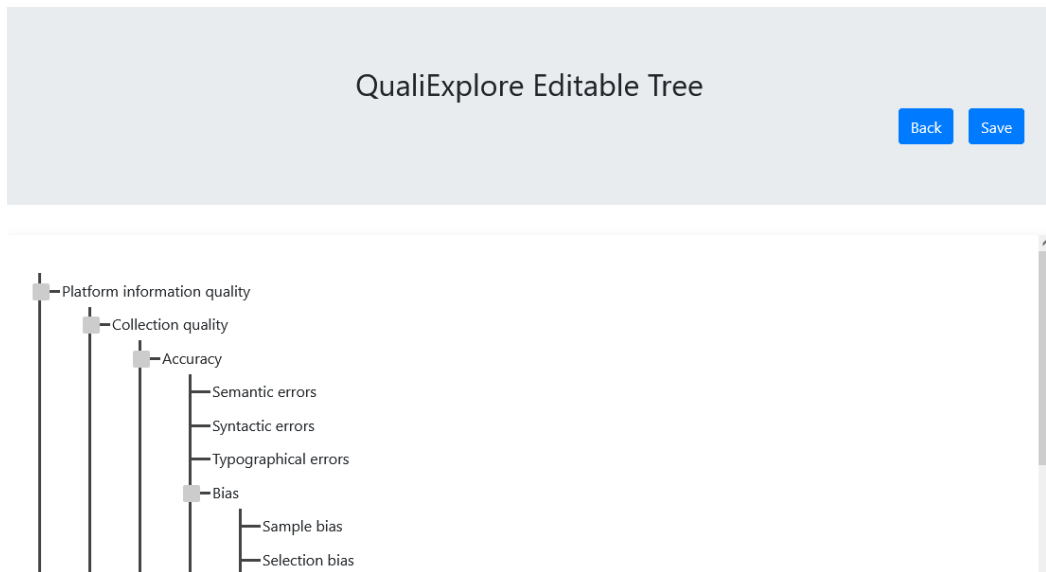 QualiExplore Editable Tree
Back Save
Platform information quality
Collection quality
Accuracy
Semantic errors
Syntactic errors
Typographical errors
Bias
Sample bias
Selection bias